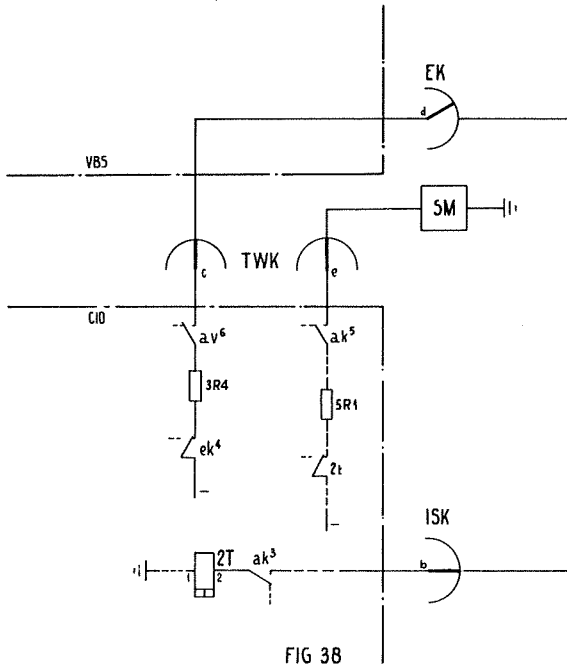 EK
d
VB5
5M
TWK
c
e
C10
av⁶
ak⁵
3R4
5R1
ek⁴
2t
ISK
2T
ak³
b
1
2
FIG 38